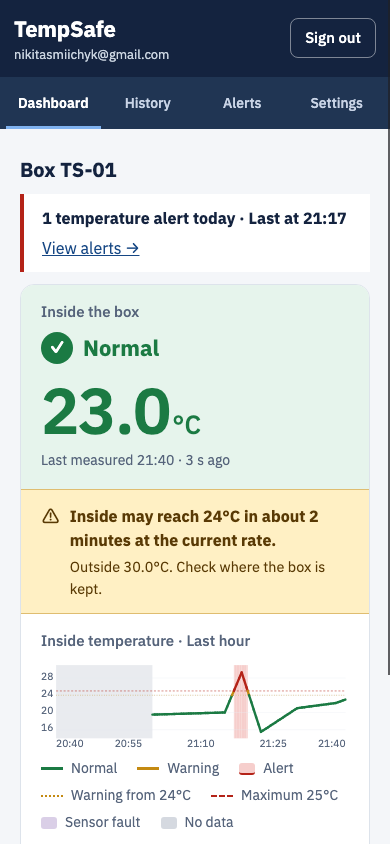 TempSafe
nikitasmiichyk@gmail.com
Sign out
Dashboard
History
Alerts
Settings
Box TS-01
1 temperature alert today · Last at 21:17
View alerts →
Inside the box
Normal
23.0°C
Last measured 21:40 · 3 s ago
Inside may reach 24°C in about 2
minutes at the current rate.
Outside 30.0°C. Check where the box is
kept.
Inside temperature · Last hour
28
24
20
16
20:40 20:55 21:10 21:25 21:40
Normal Warning Alert
Warning from 24°C Maximum 25°C
Sensor fault No data